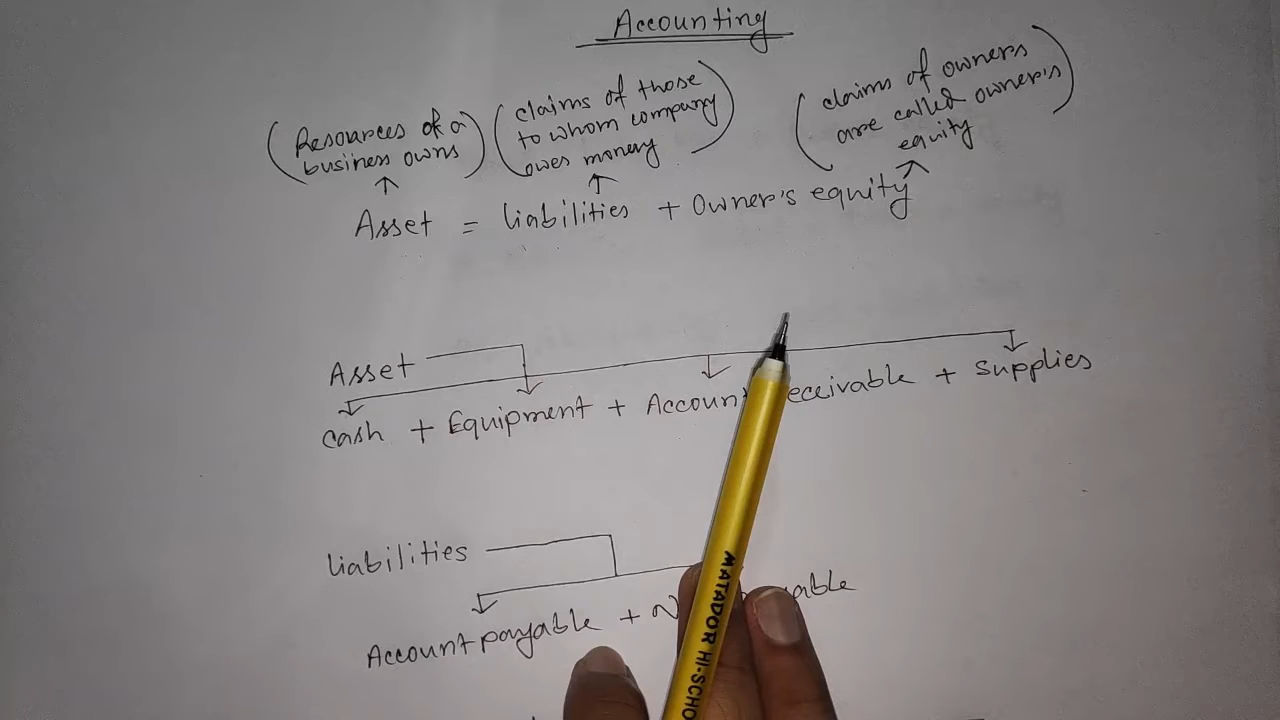 Accounting
(Resources of a
business owns)
(claims of those
to whom company
owes money)
(claims of owners
are called owner's
equity)
Asset = liabilities + Owner's equity
Asset
cash + Equipment + Account eceivable + Supplies
liabilities
Account payable + N able
MATADOR HI-SCHO